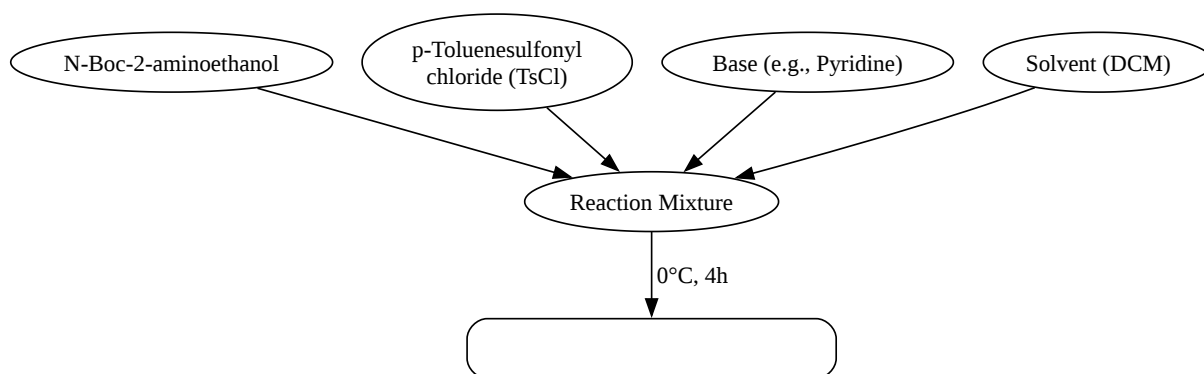 N-Boc-2-aminoethanol
p-Toluenesulfonyl
chloride (TsCl)
Base (e.g., Pyridine)
Solvent (DCM)
Reaction Mixture
0°C, 4h